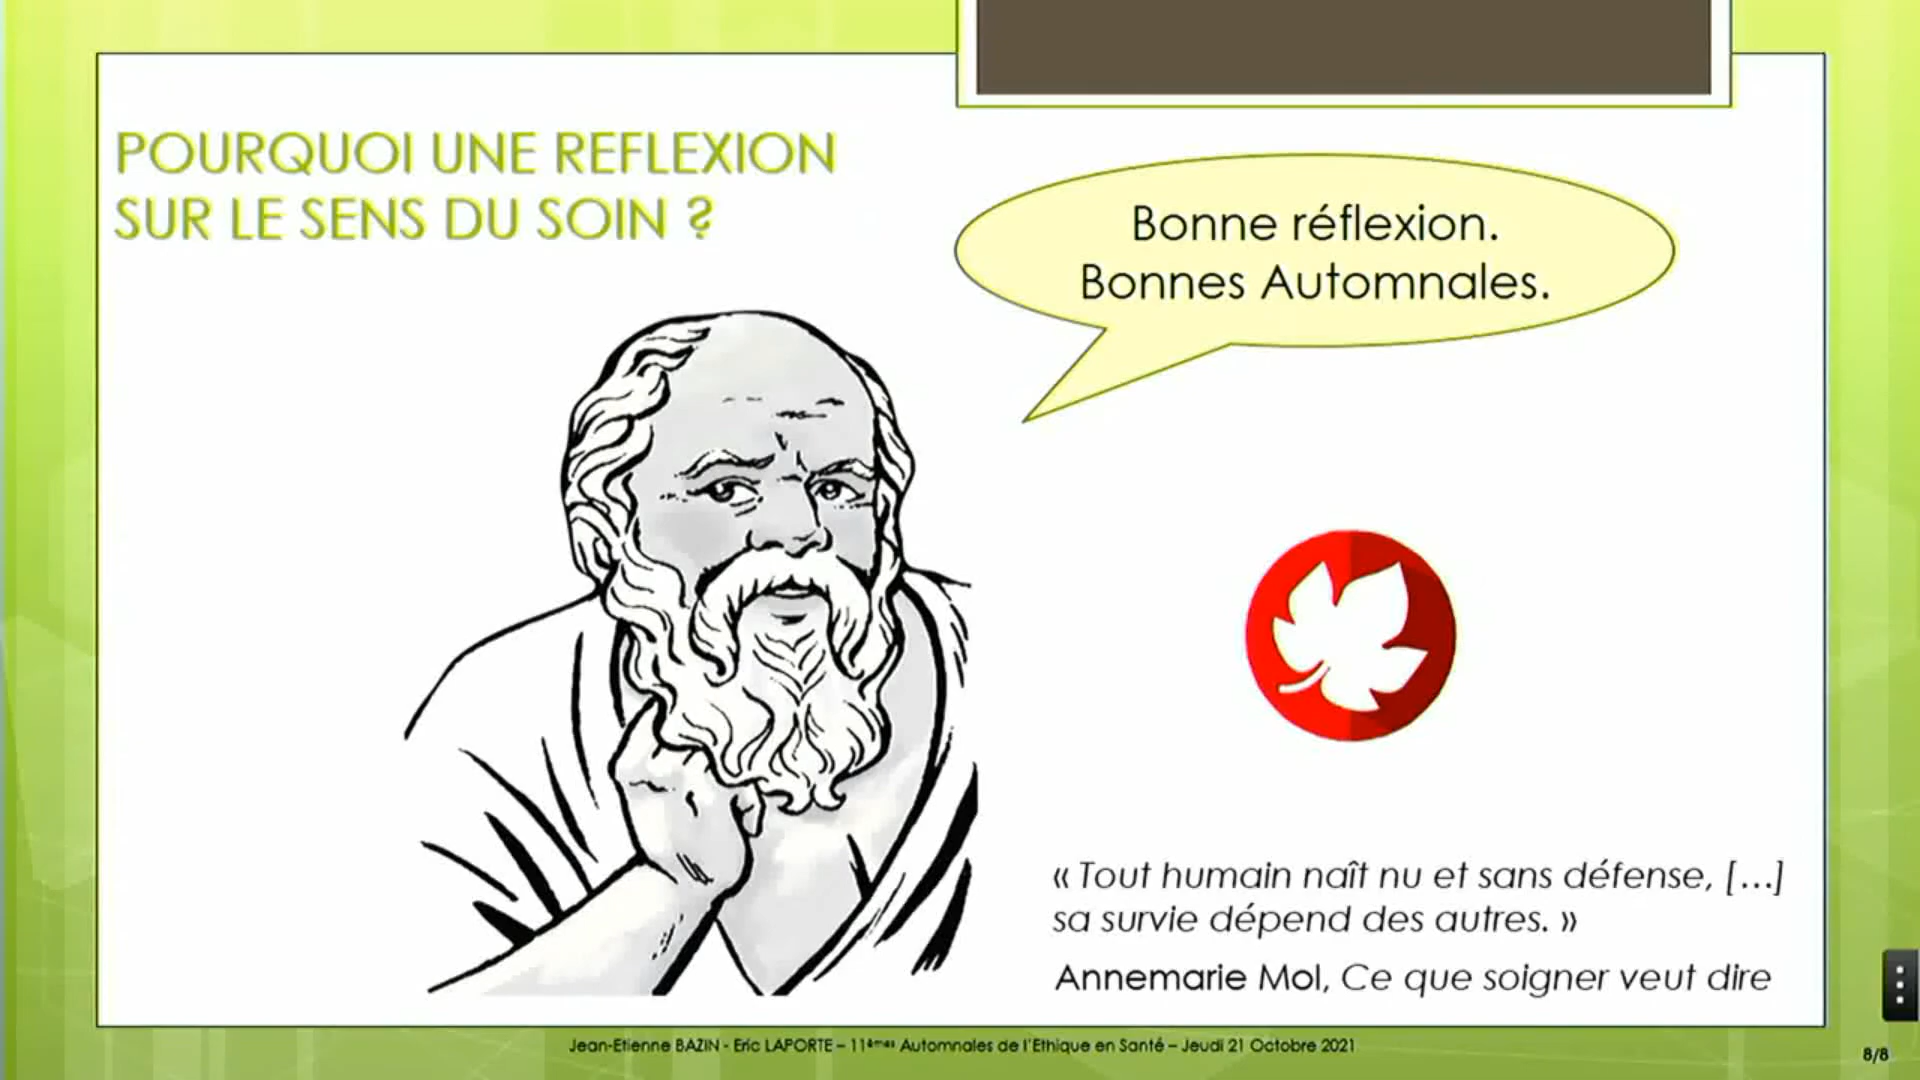 POURQUOI UNE REFLEXION
SUR LE SENS DU SOIN ?
Bonne réflexion.
Bonnes Automnales.
« Tout humain naît nu et sans défense, [...]
sa survie dépend des autres. »
Annemarie Mol, Ce que soigner veut dire
Jean-Etienne BAZIN - Eric LAPORTE – 11èmes Automnales de l'Ethique en Santé – Jeudi 21 Octobre 2021
8/8